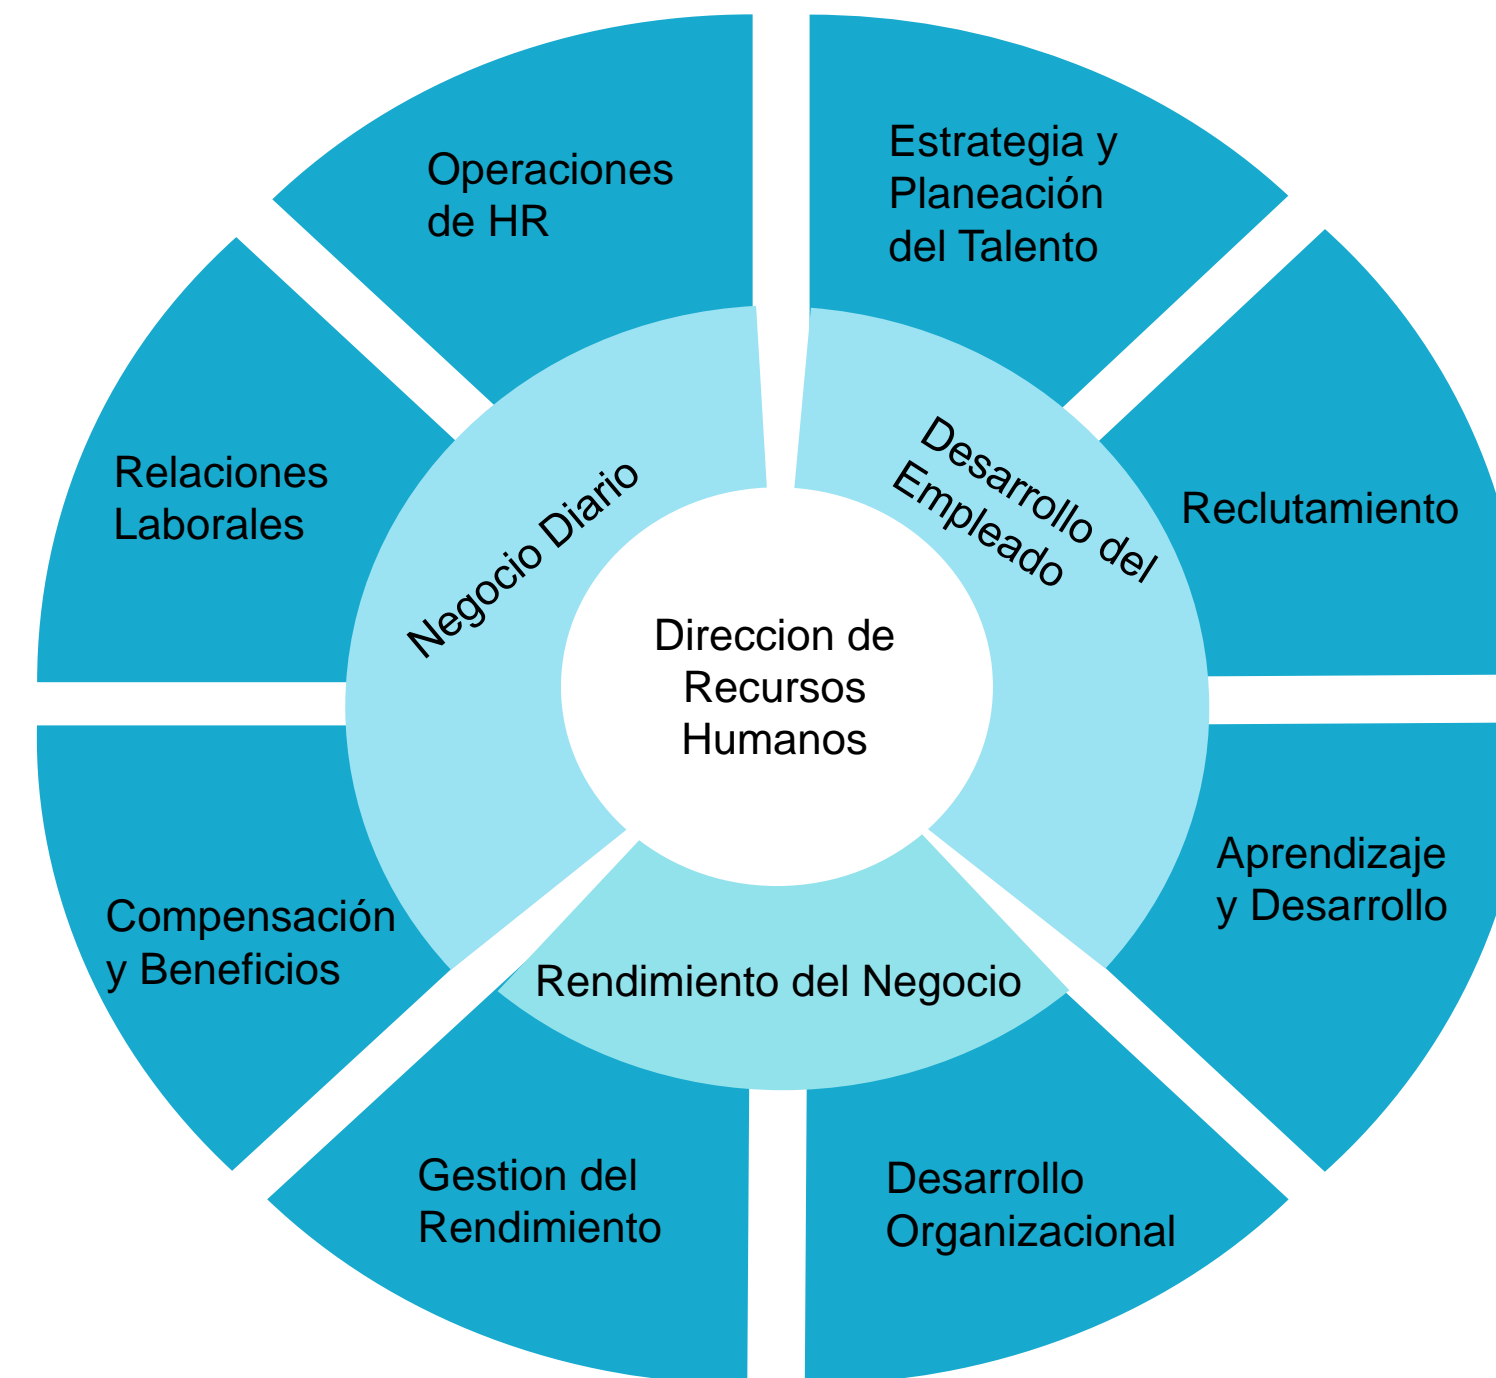 Operaciones
de HR
Estrategia y
Planeación
del Talento
Relaciones
Laborales
Negocio Diario
Desarrollo del
Empleado
Reclutamiento
Direccion de
Recursos
Humanos
Compensación
y Beneficios
Aprendizaje
y Desarrollo
Rendimiento del Negocio
Gestion del
Rendimiento
Desarrollo
Organizacional